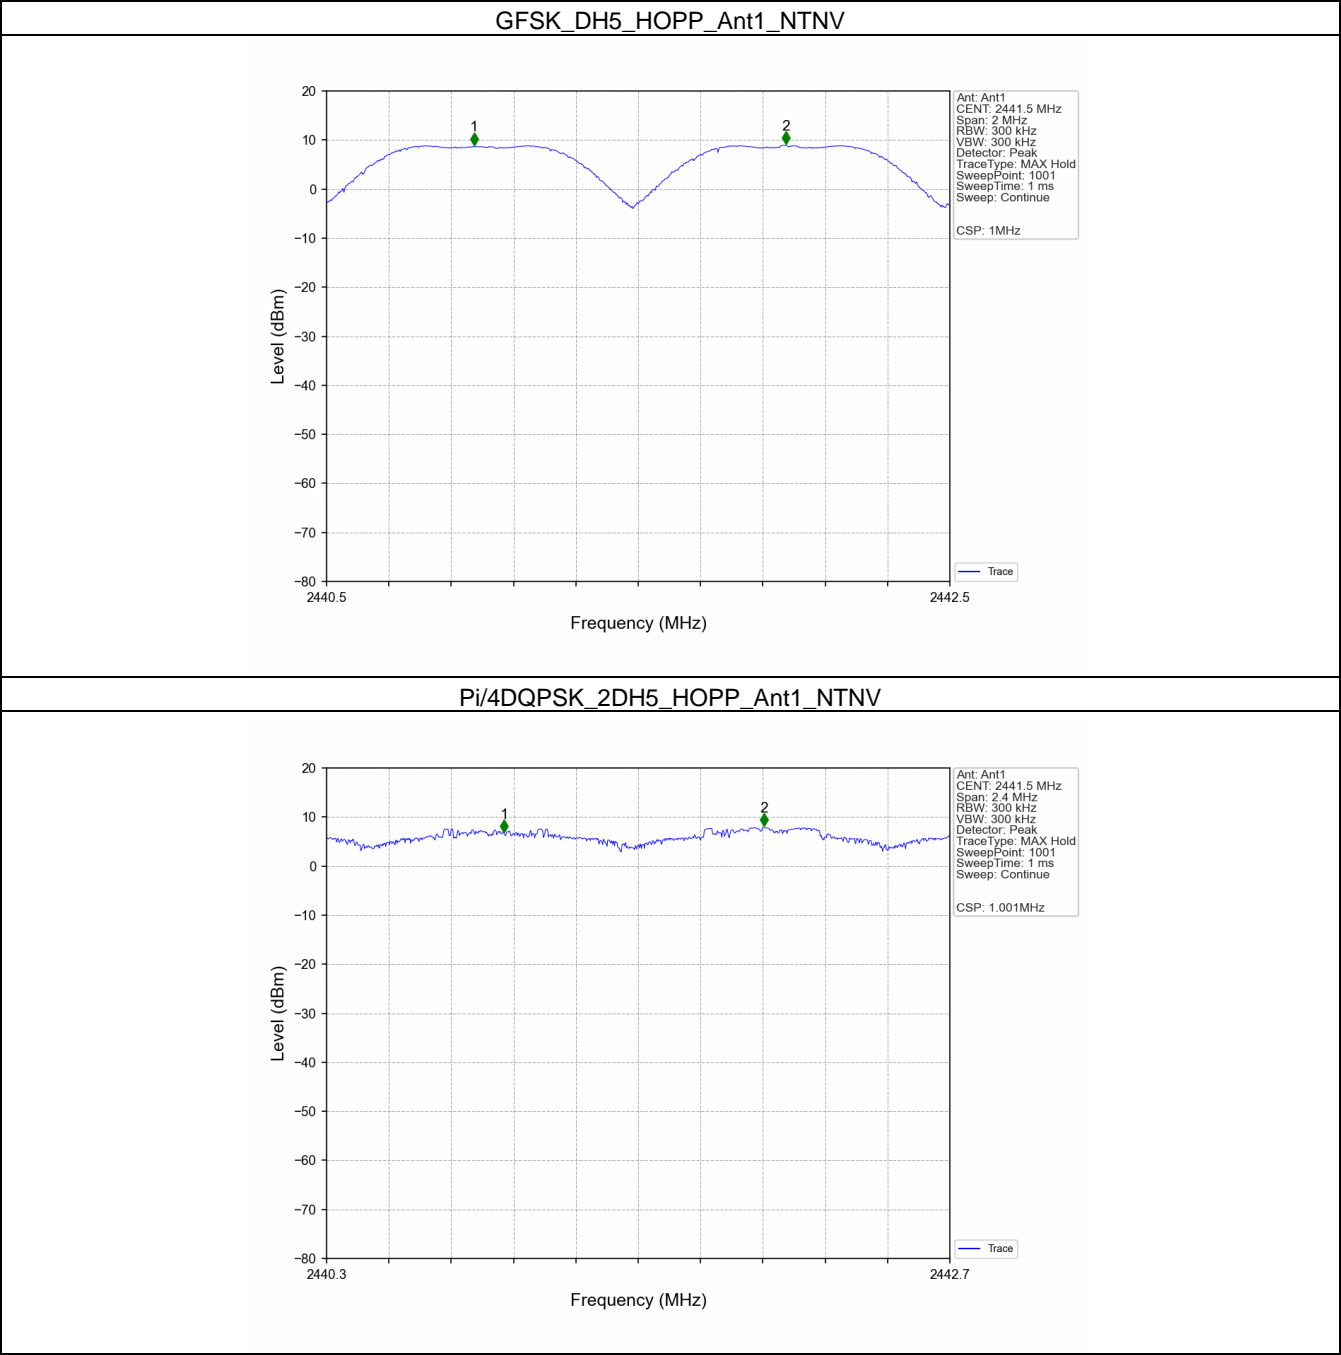 GFSK_DH5_HOPP_Ant1_NTNV
20
10
0
−10
−20
−30
−40
−50
−60
−70
−80
Level (dBm)
1
2
2440.5
2442.5
Frequency (MHz)
Ant: Ant1
CENT: 2441.5 MHz
Span: 2 MHz
RBW: 300 kHz
VBW: 300 kHz
Detector: Peak
TraceType: MAX Hold
SweepPoint: 1001
SweepTime: 1 ms
Sweep: Continue
CSP: 1MHz
Trace
Pi/4DQPSK_2DH5_HOPP_Ant1_NTNV
20
10
0
−10
−20
−30
−40
−50
−60
−70
−80
Level (dBm)
1
2
2440.3
2442.7
Frequency (MHz)
Ant: Ant1
CENT: 2441.5 MHz
Span: 2.4 MHz
RBW: 300 kHz
VBW: 300 kHz
Detector: Peak
TraceType: MAX Hold
SweepPoint: 1001
SweepTime: 1 ms
Sweep: Continue
CSP: 1.001MHz
Trace